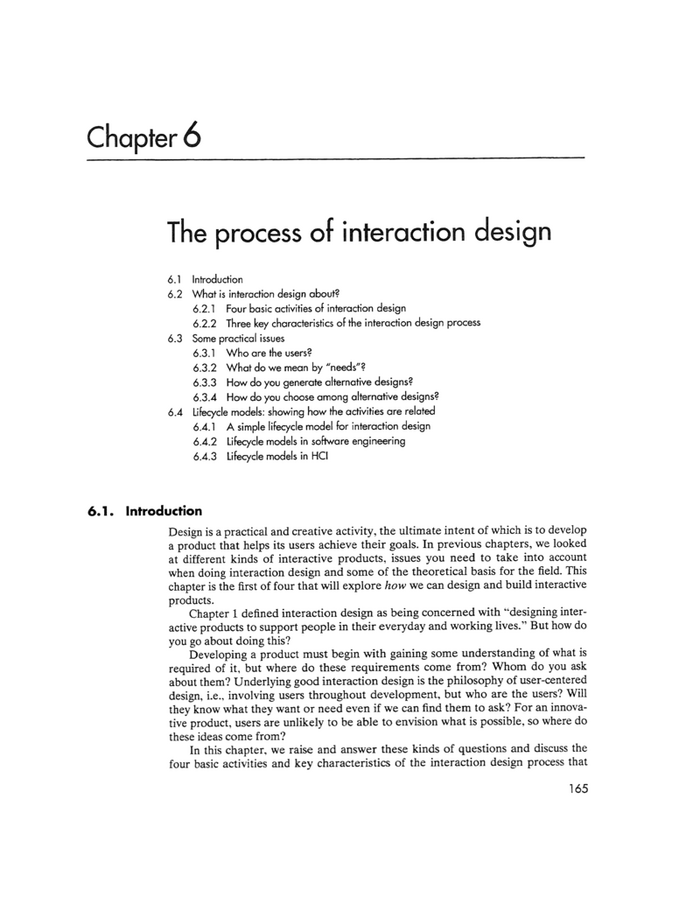 Chapter 6
The process of interaction design
6.1 Introduction
6.2 What is interaction design about?
6.2.1 Four basic activities of interaction design
6.2.2 Three key characteristics of the interaction design process
6.3 Some practical issues
6.3.1 Who are the users?
6.3.2 What do we mean by "needs"?
6.3.3 How do you generate alternative designs?
6.3.4 How do you choose among alternative designs?
6.4 Lifecycle models: showing how the activities are related
6.4.1 A simple lifecycle model for interaction design
6.4.2 Lifecycle models in software engineering
6.4.3 Lifecycle models in HCI
6.1. Introduction
Design is a practical and creative activity, the ultimate intent of which is to develop
a product that helps its users achieve their goals. In previous chapters, we looked
at different kinds of interactive products, issues you need to take into account
when doing interaction design and some of the theoretical basis for the field. This
chapter is the first of four that will explore how we can design and build interactive
products.
Chapter 1 defined interaction design as being concerned with "designing inter-
active products to support people in their everyday and working lives." But how do
you go about doing this?
Developing a product must begin with gaining some understanding of what is
required of it, but where do these requirements come from? Whom do you ask
about them? Underlying good interaction design is the philosophy of user-centered
design, i.e., involving users throughout development, but who are the users? Will
they know what they want or need even if we can find them to ask? For an innova-
tive product, users are unlikely to be able to envision what is possible, so where do
these ideas come from?
In this chapter, we raise and answer these kinds of questions and discuss the
four basic activities and key characteristics of the interaction design process that
165